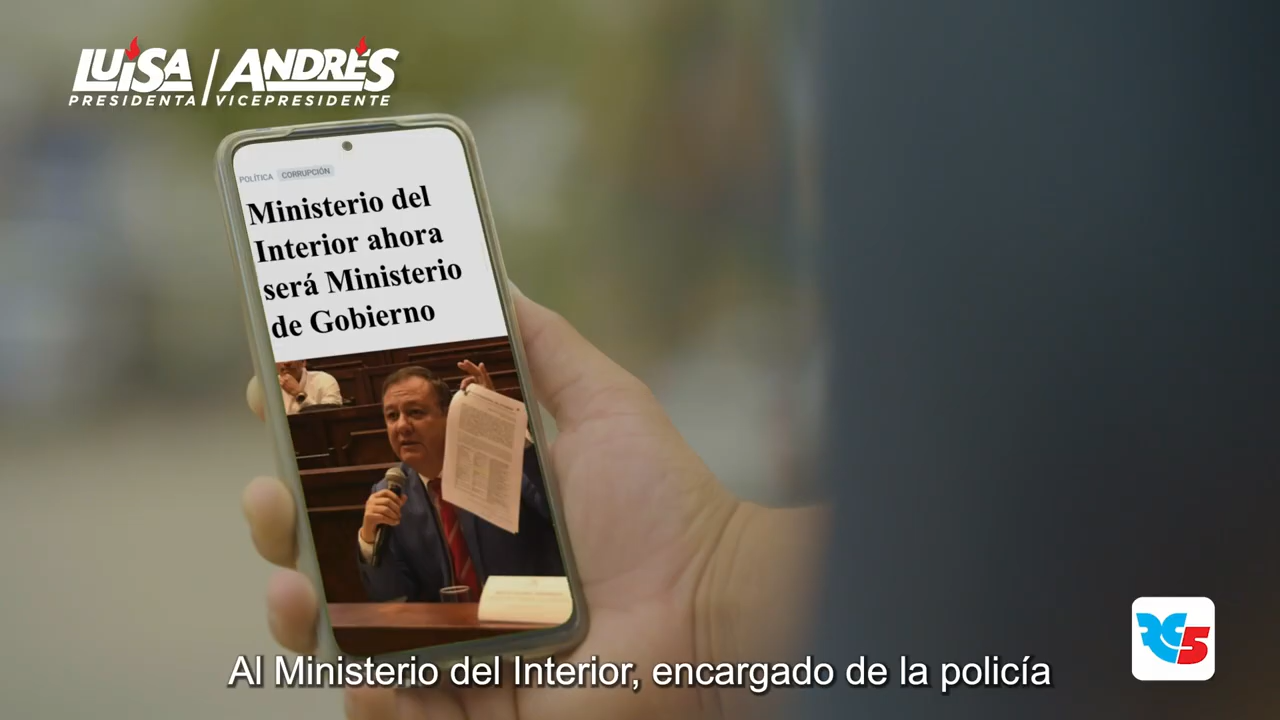 LUISA / ANDRÉS
PRESIDENTA VICEPRESIDENTE
POLÍTICA CORRUPCIÓN
Ministerio del
Interior ahora
será Ministerio
de Gobierno
RC5
Al Ministerio del Interior, encargado de la policía